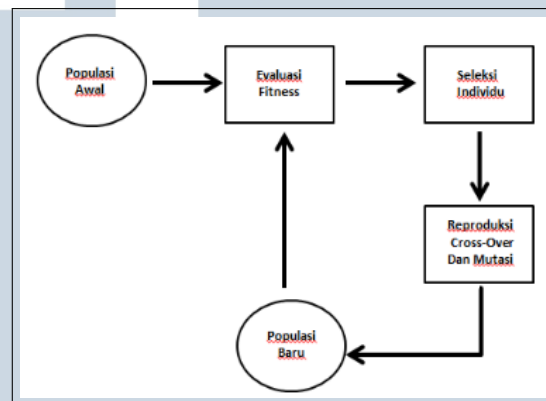 Populasi
Awal
Evaluasi
Fitness
Seleksi
Individu
Reproduksi
Cross-Over
Dan Mutasi
Populasi
Baru